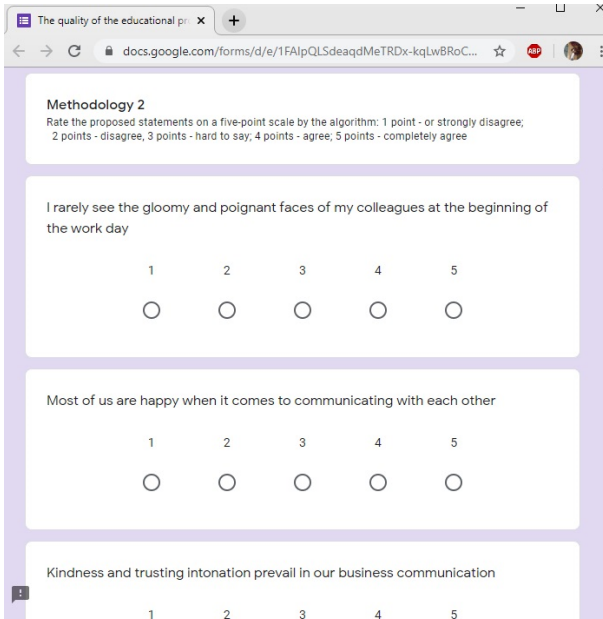 The quality of the educational pr
docs.google.com/forms/d/e/1FAIpQLSdeaqdMeTRDx-kqLwBRoC...
ABP
Methodology 2
Rate the proposed statements on a five-point scale by the algorithm: 1 point - or strongly disagree;
2 points - disagree, 3 points - hard to say; 4 points - agree; 5 points - completely agree
I rarely see the gloomy and poignant faces of my colleagues at the beginning of
the work day
1 2 3 4 5
Most of us are happy when it comes to communicating with each other
1 2 3 4 5
Kindness and trusting intonation prevail in our business communication
1 2 3 4 5